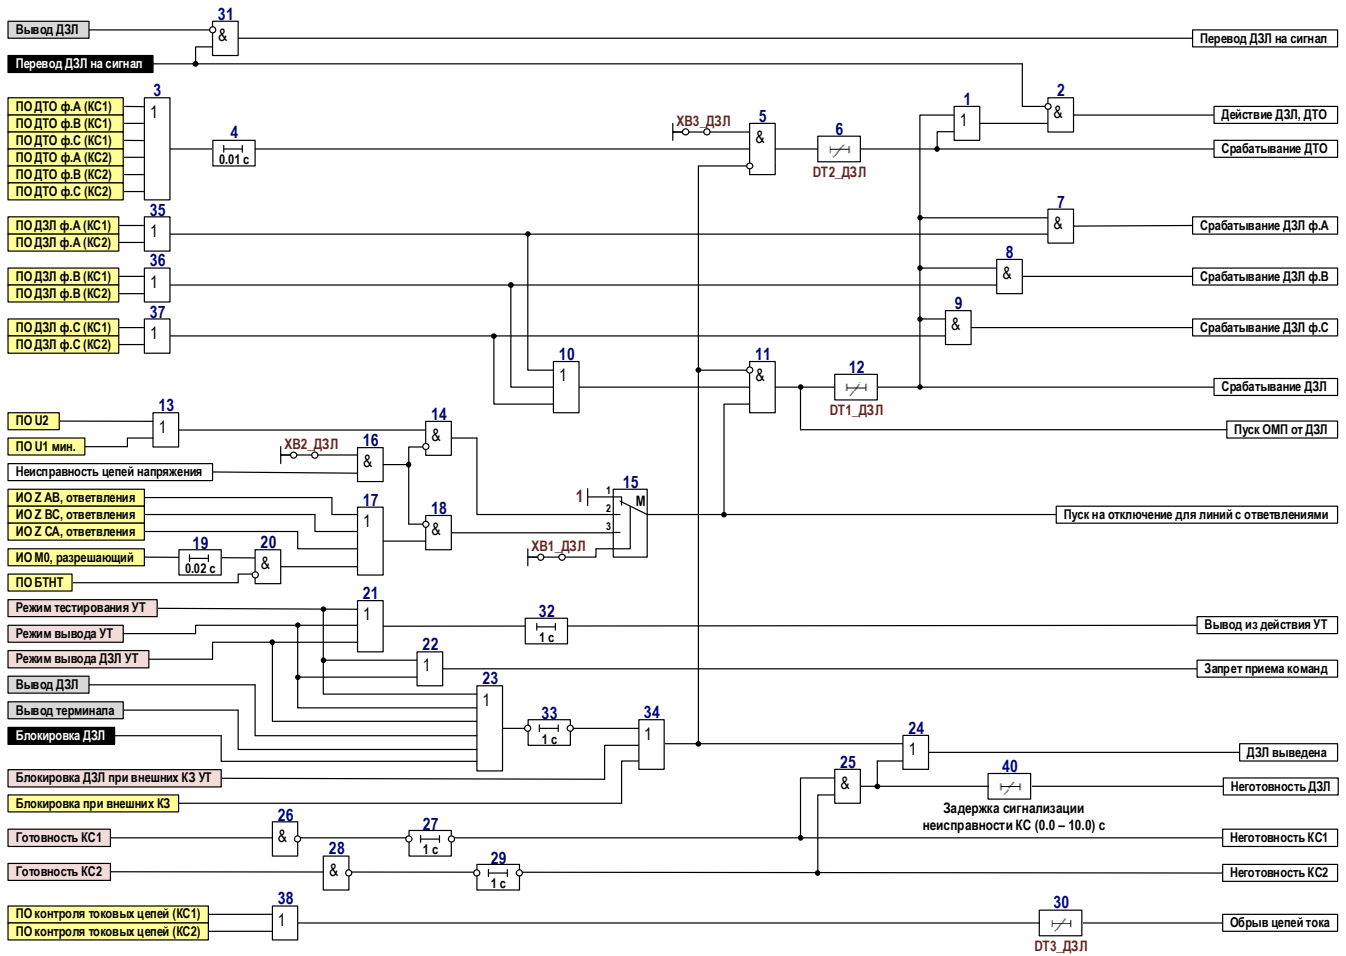 31
Вывод ДЗЛ
&
Перевод ДЗЛ на сигнал
Перевод ДЗЛ на сигнал
3
1
2
ПО ДТО ф.А (КС1)
ПО ДТО ф.В (КС1)
ПО ДТО ф.С (КС1)
ПО ДТО ф.А (КС2)
ПО ДТО ф.В (КС2)
ПО ДТО ф.С (КС2)
1
4
0.01 с
ХВ3_ДЗЛ
5
&
6
DT2_ДЗЛ
1
&
Действие ДЗЛ, ДТО
Срабатывание ДТО
35
ПО ДЗЛ ф.А (КС1)
ПО ДЗЛ ф.А (КС2)
1
7
&
Срабатывание ДЗЛ ф.А
36
ПО ДЗЛ ф.В (КС1)
ПО ДЗЛ ф.В (КС2)
1
8
&
Срабатывание ДЗЛ ф.В
37
ПО ДЗЛ ф.С (КС1)
ПО ДЗЛ ф.С (КС2)
1
9
&
Срабатывание ДЗЛ ф.С
10
1
11
&
12
DT1_ДЗЛ
Срабатывание ДЗЛ
Пуск ОМП от ДЗЛ
13
ПО U2
1
ПО U1 мин.
14
&
ХВ2_ДЗЛ
16
&
Неисправность цепей напряжения
ИО Z АВ, ответвления
ИО Z ВС, ответвления
ИО Z СА, ответвления
17
1
18
&
15
1
1
2
3
М
ХВ1_ДЗЛ
Пуск на отключение для линий с ответвлениями
ИО М0, разрешающий
19
0.02 с
20
&
ПО БТНТ
Режим тестирования УТ
Режим вывода УТ
Режим вывода ДЗЛ УТ
21
1
32
1 с
Вывод из действия УТ
22
1
Запрет приема команд
Вывод ДЗЛ
Вывод терминала
Блокировка ДЗЛ
23
1
33
1 с
34
1
24
1
ДЗЛ выведена
Блокировка ДЗЛ при внешних КЗ УТ
Блокировка при внешних КЗ
25
&
40
Неготовность ДЗЛ
Задержка сигнализации
неисправности КС (0.0 – 10.0) с
26
Готовность КС1
&
27
1 с
Неготовность КС1
28
Готовность КС2
&
29
1 с
Неготовность КС2
38
ПО контроля токовых цепей (КС1)
ПО контроля токовых цепей (КС2)
1
30
DT3_ДЗЛ
Обрыв цепей тока